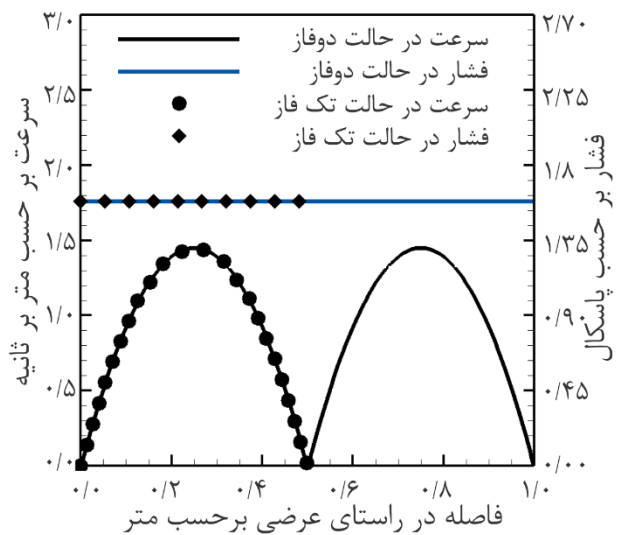 سرعت در حالت دوفاز
فشار در حالت دوفاز
سرعت در حالت تک فاز
فشار در حالت تک فاز
سرعت بر حسب متر بر ثانیه
۳/۰
۲/۵
۲/۰
۱/۵
۱/۰
۰/۵
۰/۰
فشار بر حسب پاسکال
۲/۷۰
۲/۲۵
۱/۸
۱/۳۵
۰/۹۰
۰/۴۵
۰/۰۰
۰/۰ ۰/۲ ۰/۴ ۰/۶ ۰/۸ ۱/۰
فاصله در راستای عرضی برحسب متر